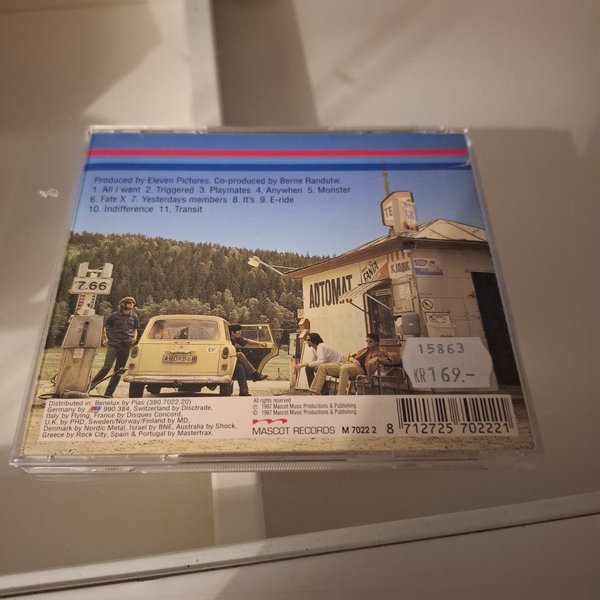 Produced by Eleven Pictures. Co-produced by Berne Randulw.
1. All I want 2. Triggered 3. Playmates 4. Anywhen 5. Monster
6. Fate X 7. Yesterdays members 8. It's 9. E-ride
10. Indifference 11. Transit
TE
7.66
AUTOMAT
FANTA
EP
15863
KR 169.-
Distributed in: Benelux by Pias (380.7022.20)
Germany by 990.384, Switzerland by Disctrade,
Italy by Flying, France by Disques Concord,
U.K. by PHD, Sweden/Norway/Finland by MD,
Denmark by Nordic Metal, Israel by BNE, Australia by Shock,
Greece by Rock City, Spain & Portugal by Mastertrax.
All rights reserved
℗ 1997 Mascot Music Productions & Publishing
© 1997 Mascot Music Productions & Publishing
MASCOT RECORDS M 7022 2
8 712725 702221